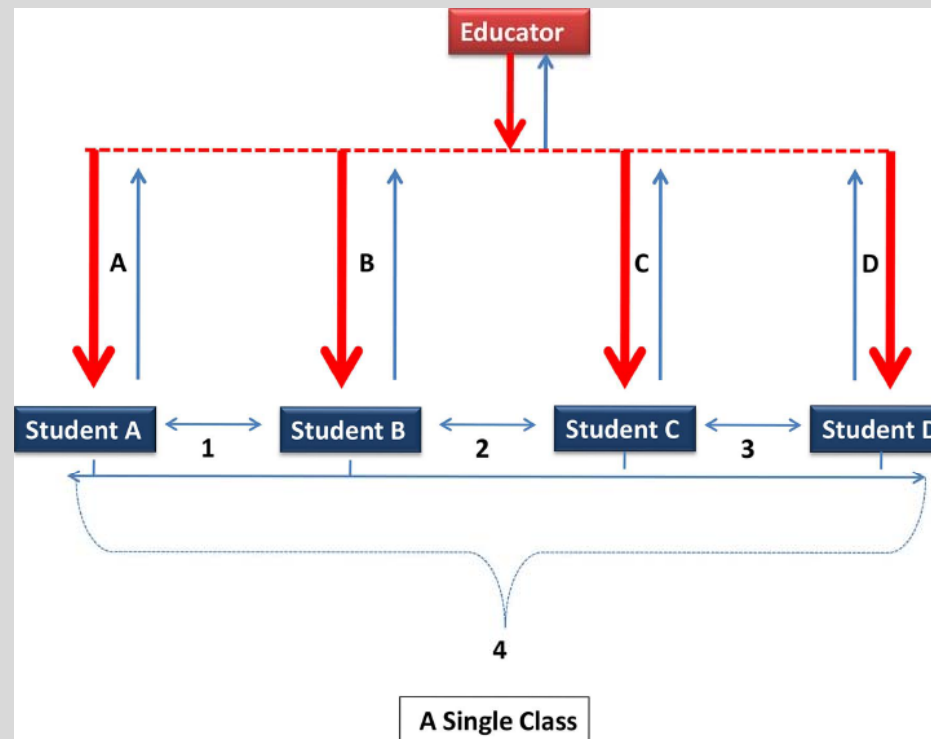 Educator
A
B
C
D
Student A
Student B
Student C
Student D
1
2
3
4
A Single Class